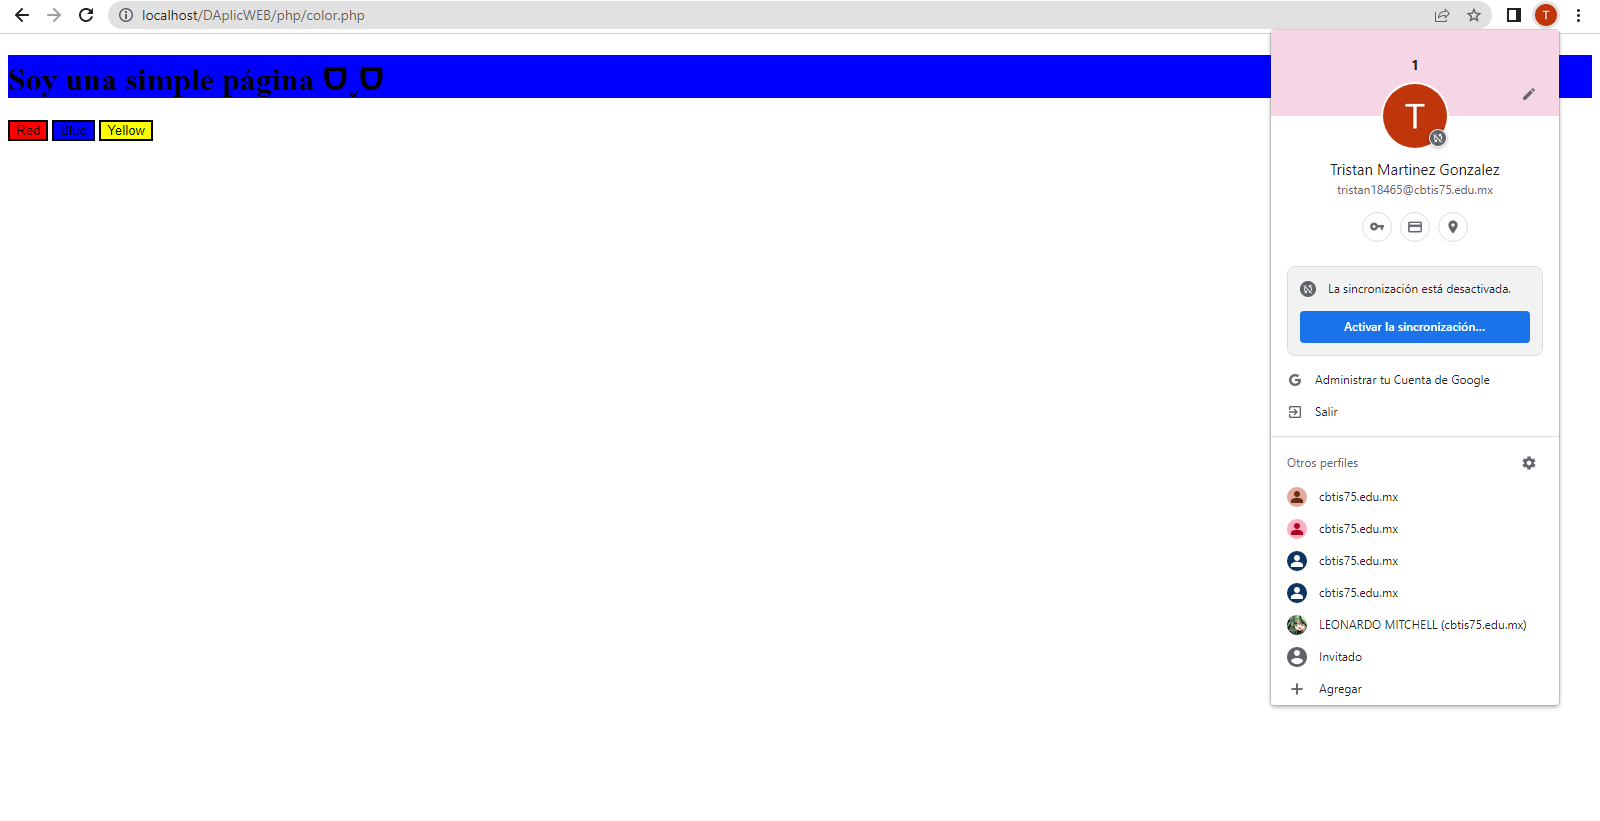 localhost/DAplicWEB/php/color.php
T
Soy una simple página
Red Blue Yellow
1
T
Tristan Martinez Gonzalez
tristan18465@cbtis75.edu.mx
La sincronización está desactivada.
Activar la sincronización...
Administrar tu Cuenta de Google
Salir
Otros perfiles
cbtis75.edu.mx
cbtis75.edu.mx
cbtis75.edu.mx
cbtis75.edu.mx
LEONARDO MITCHELL (cbtis75.edu.mx)
Invitado
Agregar